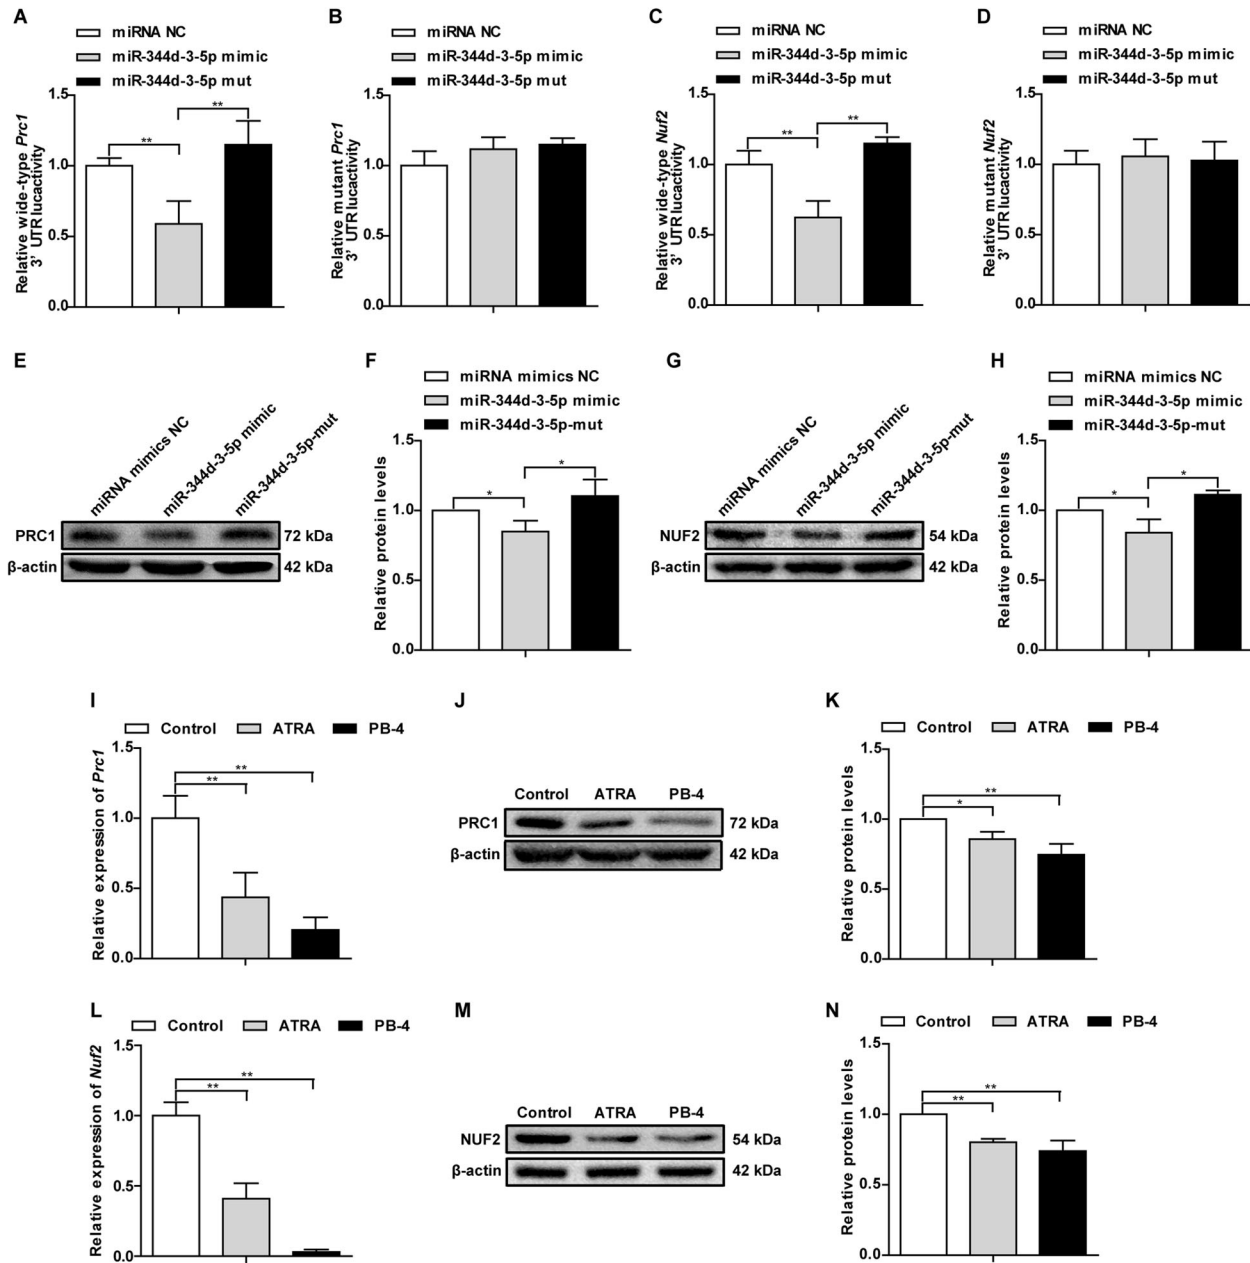 A
miRNA NC
miR-344d-3-5p mimic
miR-344d-3-5p mut
Relative wide-type Prc1
3' UTR lucactivity
1.5
1.0
0.5
0.0
**
**
B
miRNA NC
miR-344d-3-5p mimic
miR-344d-3-5p mut
Relative mutant Prc1
3' UTR lucactivity
1.5
1.0
0.5
0.0
C
miRNA NC
miR-344d-3-5p mimic
miR-344d-3-5p mut
Relative wide-type Nuf2
3' UTR lucactivity
1.5
1.0
0.5
0.0
**
**
D
miRNA NC
miR-344d-3-5p mimic
miR-344d-3-5p mut
Relative mutant Nuf2
3' UTR lucactivity
1.5
1.0
0.5
0.0
E
miRNA mimics NC
miR-344d-3-5p mimic
miR-344d-3-5p-mut
PRC1 72 kDa
β-actin 42 kDa
F
miRNA mimics NC
miR-344d-3-5p mimic
miR-344d-3-5p-mut
Relative protein levels
1.5
1.0
0.5
0.0
*
*
G
miRNA mimics NC
miR-344d-3-5p mimic
miR-344d-3-5p-mut
NUF2 54 kDa
β-actin 42 kDa
H
miRNA mimics NC
miR-344d-3-5p mimic
miR-344d-3-5p-mut
Relative protein levels
1.5
1.0
0.5
0.0
*
*
I
Control ATRA PB-4
Relative expression of Prc1
1.5
1.0
0.5
0.0
**
**
J
Control ATRA PB-4
PRC1 72 kDa
β-actin 42 kDa
K
Control ATRA PB-4
Relative protein levels
1.5
1.0
0.5
0.0
**
*
L
Control ATRA PB-4
Relative expression of Nuf2
1.5
1.0
0.5
0.0
**
**
M
Control ATRA PB-4
NUF2 54 kDa
β-actin 42 kDa
N
Control ATRA PB-4
Relative protein levels
1.5
1.0
0.5
0.0
**
**